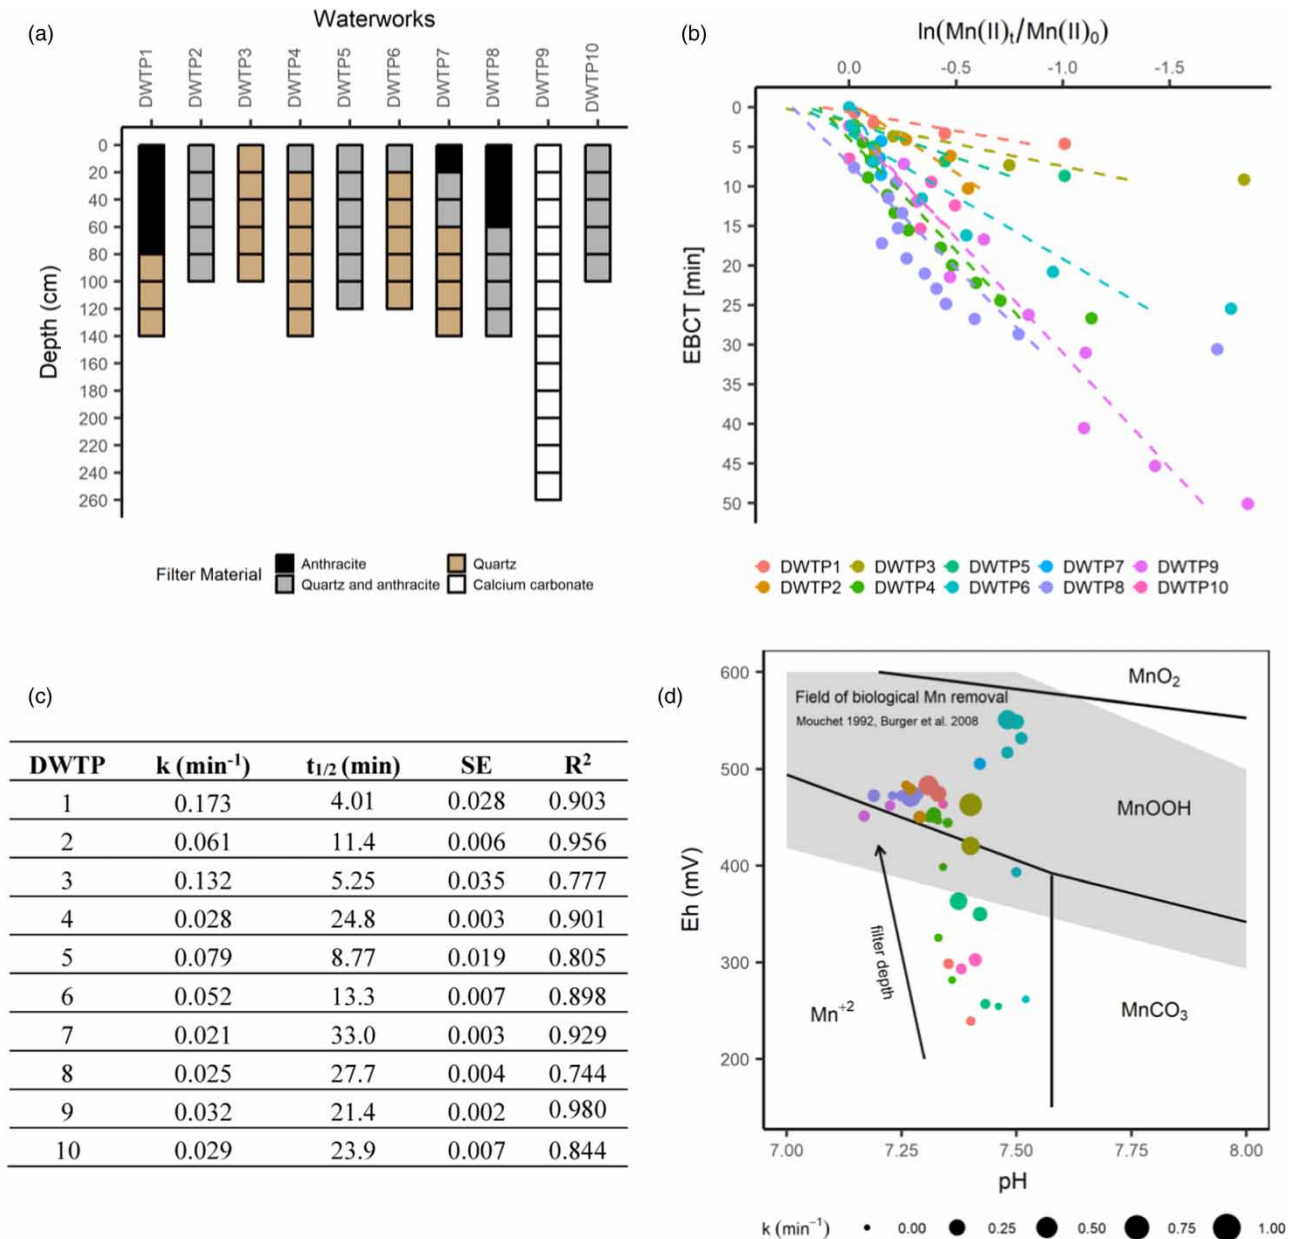 (a)
Waterworks
DWTP1 DWTP2 DWTP3 DWTP4 DWTP5 DWTP6 DWTP7 DWTP8 DWTP9 DWTP10
Depth (cm)
0
20
40
60
80
100
120
140
160
180
200
220
240
260
Filter Material
Anthracite
Quartz and anthracite
Quartz
Calcium carbonate
(b)
ln(Mn(II)t/Mn(II)0)
0.0 -0.5 -1.0 -1.5
EBCT [min]
0
5
10
15
20
25
30
35
40
45
50
DWTP1 DWTP3 DWTP5 DWTP7 DWTP9
DWTP2 DWTP4 DWTP6 DWTP8 DWTP10
(c)
DWTP k (min-1) t1/2 (min) SE R2
1 0.173 4.01 0.028 0.903
2 0.061 11.4 0.006 0.956
3 0.132 5.25 0.035 0.777
4 0.028 24.8 0.003 0.901
5 0.079 8.77 0.019 0.805
6 0.052 13.3 0.007 0.898
7 0.021 33.0 0.003 0.929
8 0.025 27.7 0.004 0.744
9 0.032 21.4 0.002 0.980
10 0.029 23.9 0.007 0.844
(d)
Eh (mV)
600
500
400
300
200
MnO2
Field of biological Mn removal
Mouchet 1992, Burger et al. 2008
MnOOH
filter depth
Mn+2
MnCO3
7.00 7.25 7.50 7.75 8.00
pH
k (min-1) 0.00 0.25 0.50 0.75 1.00